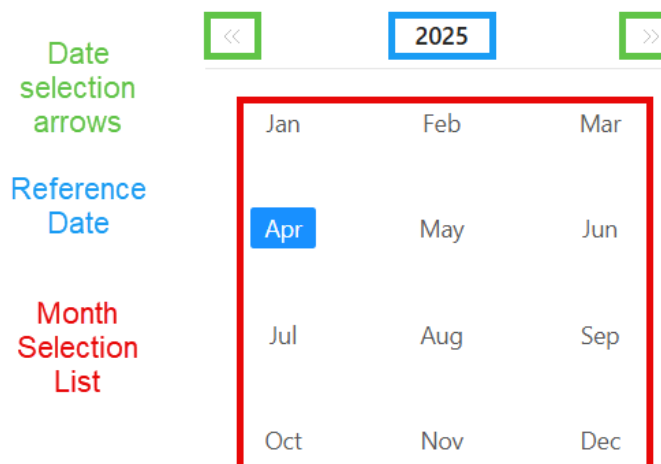 « 2025 »
Date
selection
arrows
Jan Feb Mar
Reference
Date
Apr May Jun
Month
Selection
List
Jul Aug Sep
Oct Nov Dec